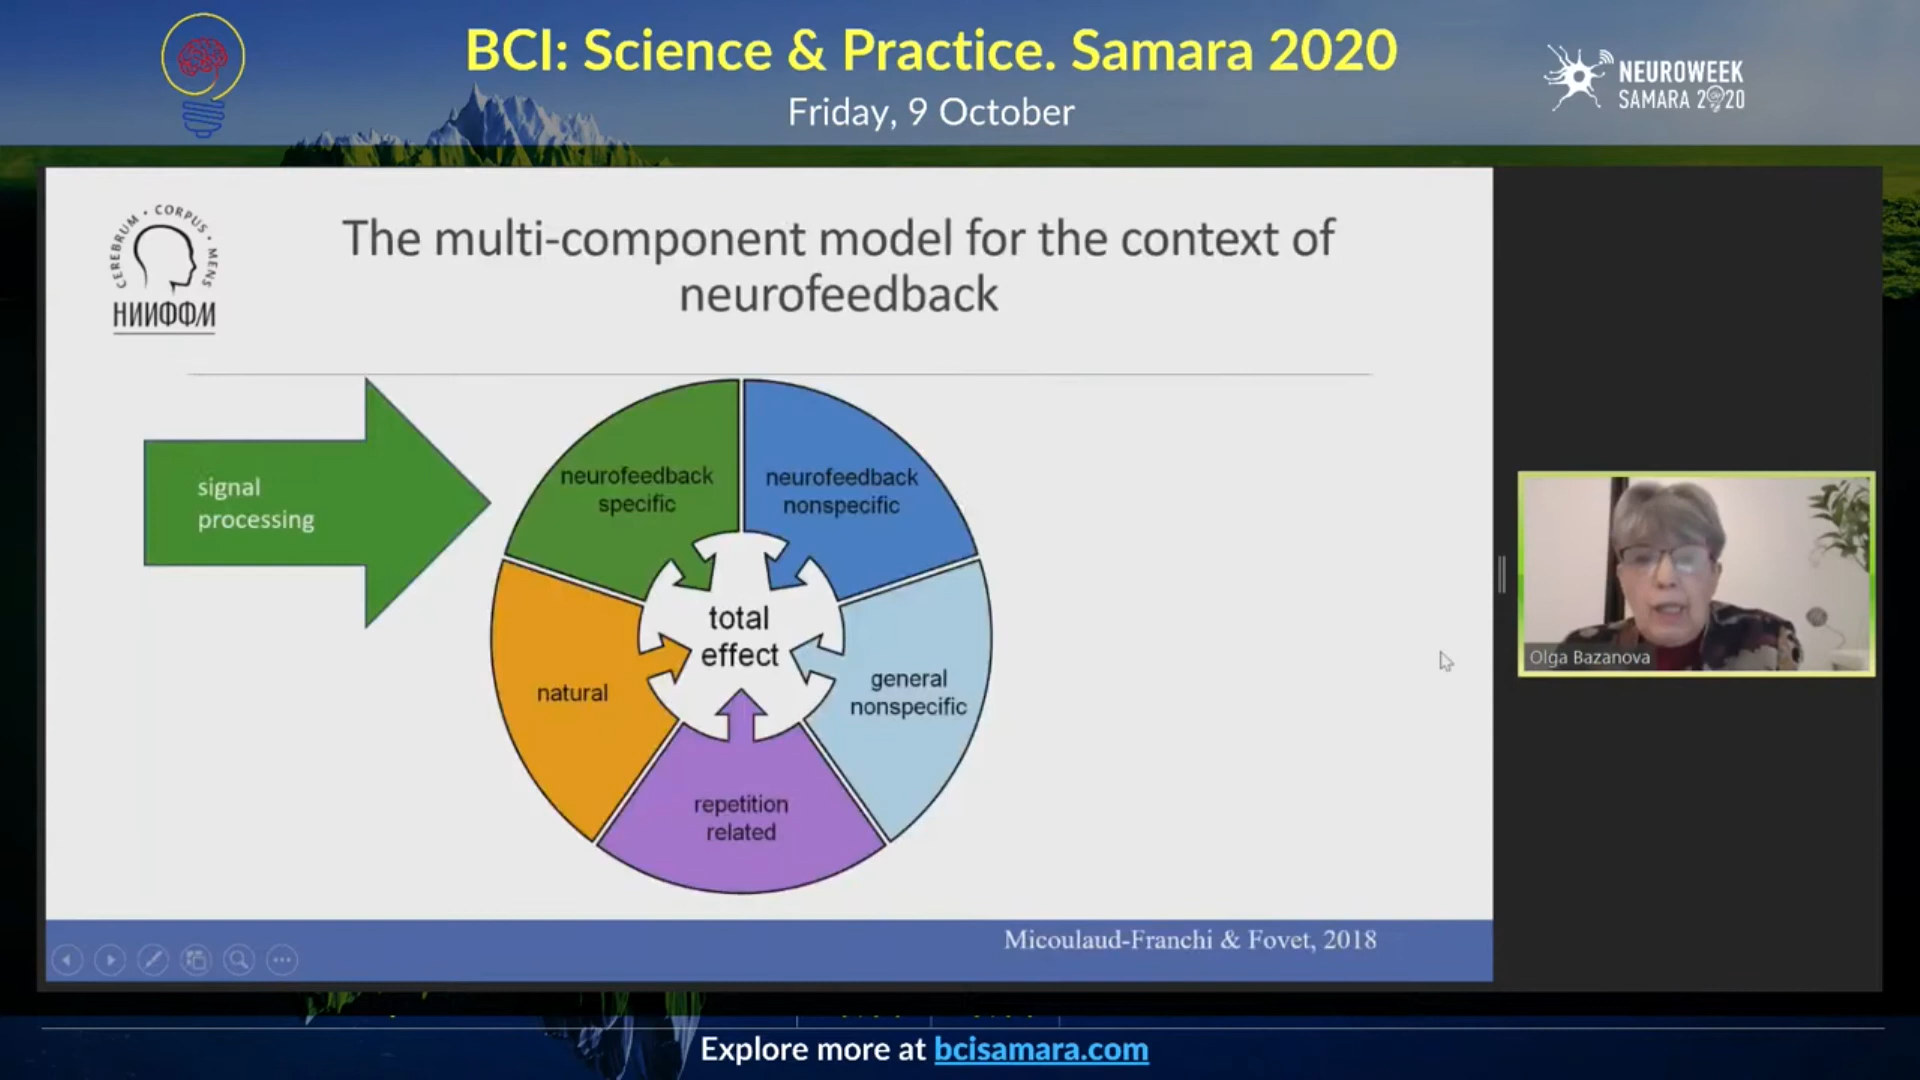 BCI: Science & Practice. Samara 2020
Friday, 9 October
NEUROWEEK
SAMARA 2020
CEREBRUM • CORPUS • MENS
НИИФФМ
The multi-component model for the context of
neurofeedback
signal
processing
neurofeedback
specific
neurofeedback
nonspecific
natural
total
effect
general
nonspecific
repetition
related
Olga Bazanova
Micoulaud-Franchi & Fovet, 2018
Explore more at bcisamara.com